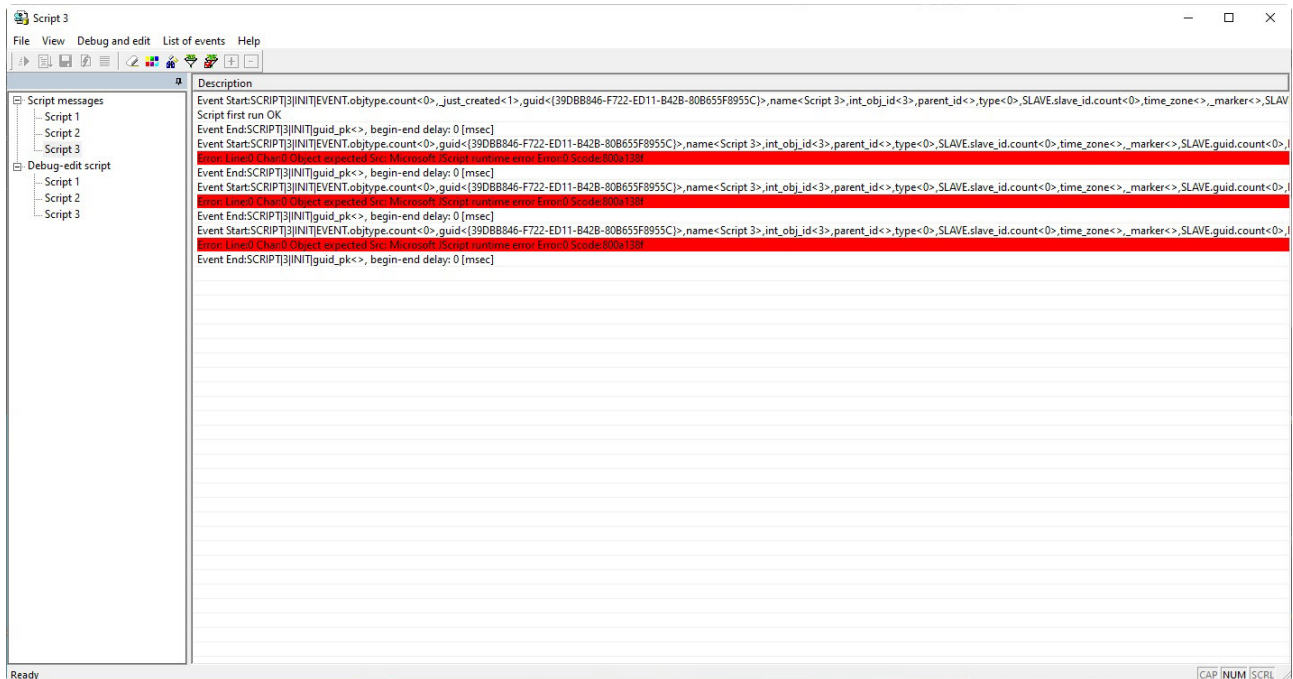 Script 3
File View Debug and edit List of events Help
Description
Script messages
Script 1
Script 2
Script 3
Debug-edit script
Script 1
Script 2
Script 3
Event Start:SCRIPT|3|INIT|EVENT.objtype.count<0>,_just_created<1>,guid<{39DBB846-F722-ED11-B42B-80B655F8955C}>,name<Script 3>,int_obj_id<3>,parent_id<>,type<0>,SLAVE.slave_id.count<0>,time_zone<>,_marker<>,SLAV
Script first run OK
Event End:SCRIPT|3|INIT|guid_pk<>, begin-end delay: 0 [msec]
Event Start:SCRIPT|3|INIT|EVENT.objtype.count<0>,guid<{39DBB846-F722-ED11-B42B-80B655F8955C}>,name<Script 3>,int_obj_id<3>,parent_id<>,type<0>,SLAVE.slave_id.count<0>,time_zone<>,_marker<>,SLAVE.guid.count<0>,
Error: Line:0 Char:0 Object expected Src: Microsoft JScript runtime error Error:0 Scode:800a138f
Event End:SCRIPT|3|INIT|guid_pk<>, begin-end delay: 0 [msec]
Event Start:SCRIPT|3|INIT|EVENT.objtype.count<0>,guid<{39DBB846-F722-ED11-B42B-80B655F8955C}>,name<Script 3>,int_obj_id<3>,parent_id<>,type<0>,SLAVE.slave_id.count<0>,time_zone<>,_marker<>,SLAVE.guid.count<0>,
Error: Line:0 Char:0 Object expected Src: Microsoft JScript runtime error Error:0 Scode:800a138f
Event End:SCRIPT|3|INIT|guid_pk<>, begin-end delay: 0 [msec]
Event Start:SCRIPT|3|INIT|EVENT.objtype.count<0>,guid<{39DBB846-F722-ED11-B42B-80B655F8955C}>,name<Script 3>,int_obj_id<3>,parent_id<>,type<0>,SLAVE.slave_id.count<0>,time_zone<>,_marker<>,SLAVE.guid.count<0>,
Error: Line:0 Char:0 Object expected Src: Microsoft JScript runtime error Error:0 Scode:800a138f
Event End:SCRIPT|3|INIT|guid_pk<>, begin-end delay: 0 [msec]
Ready
CAP NUM SCRL